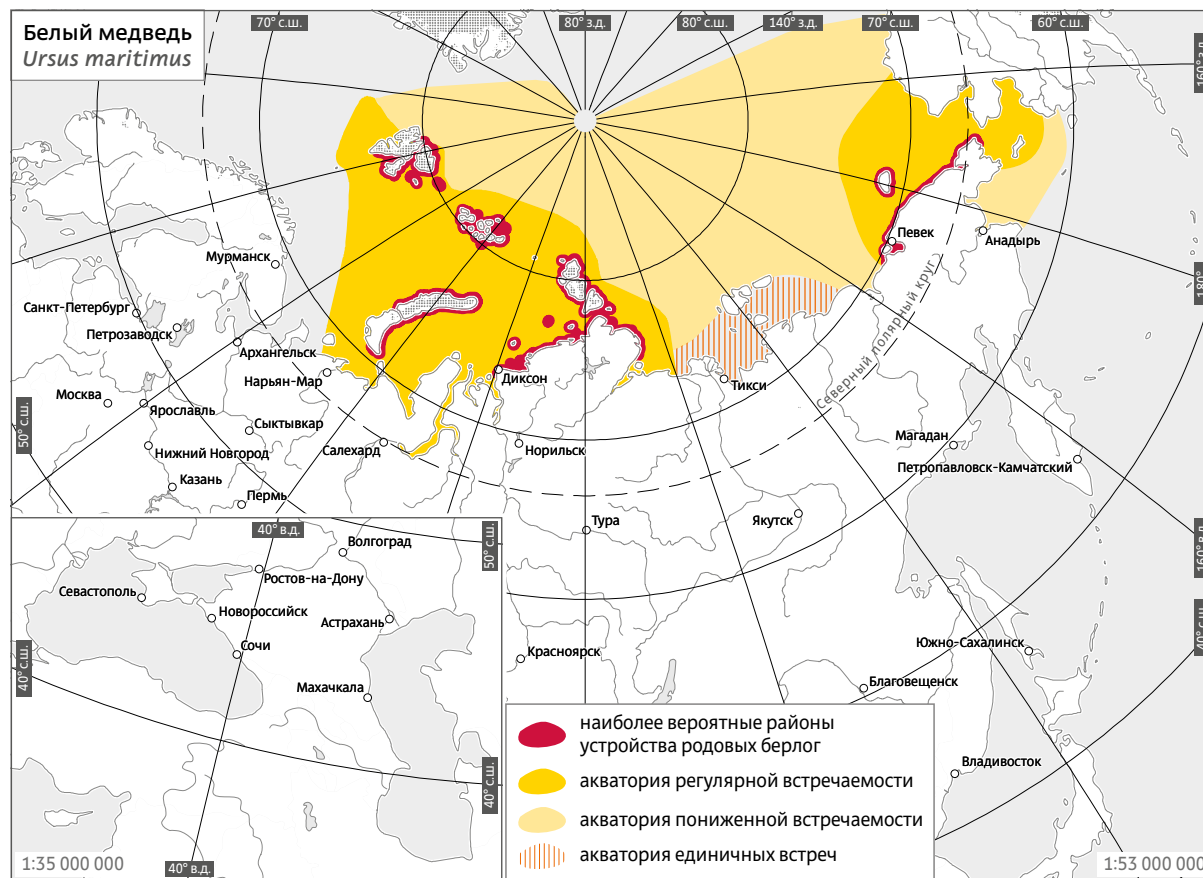 Белый медведь
Ursus maritimus
70° с.ш.
80° з.д.
80° с.ш.
140° з.д.
70° с.ш.
60° с.ш.
160° з.д.
180°
160° в.д.
40° с.ш.
50° с.ш.
Певек
Анадырь
Северный полярный круг
Мурманск
Санкт-Петербург
Петрозаводск
Архангельск
Нарьян-Мар
Диксон
Тикси
Москва
Ярославль
Сыктывкар
Салехард
Норильск
Магадан
Петропавловск-Камчатский
Нижний Новгород
Казань
Пермь
Тура
Якутск
40° в.д.
50° с.ш.
Волгоград
Ростов-на-Дону
Севастополь
Новороссийск
Астрахань
Сочи
Махачкала
40° с.ш.
40° с.ш.
40° в.д.
1:35 000 000
Красноярск
Южно-Сахалинск
Благовещенск
Владивосток
наиболее вероятные районы
устройства родовых берлог
акватория регулярной встречаемости
акватория пониженной встречаемости
акватория единичных встреч
1:53 000 000